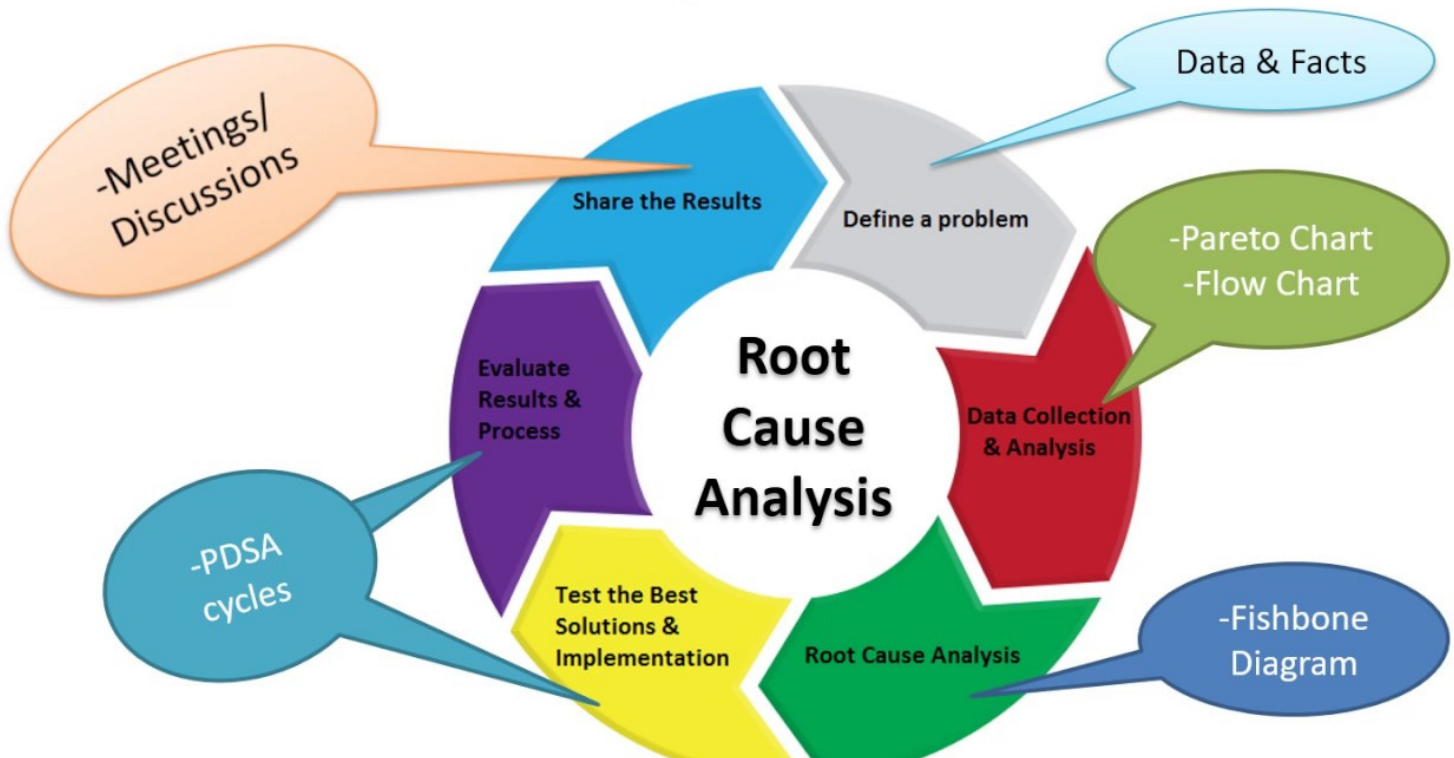 Data & Facts
-Meetings/
Discussions
Share the Results
Define a problem
-Pareto Chart
-Flow Chart
Root
Cause
Analysis
Evaluate
Results &
Process
Data Collection
& Analysis
-PDSA
cycles
Test the Best
Solutions &
Implementation
Root Cause Analysis
-Fishbone
Diagram